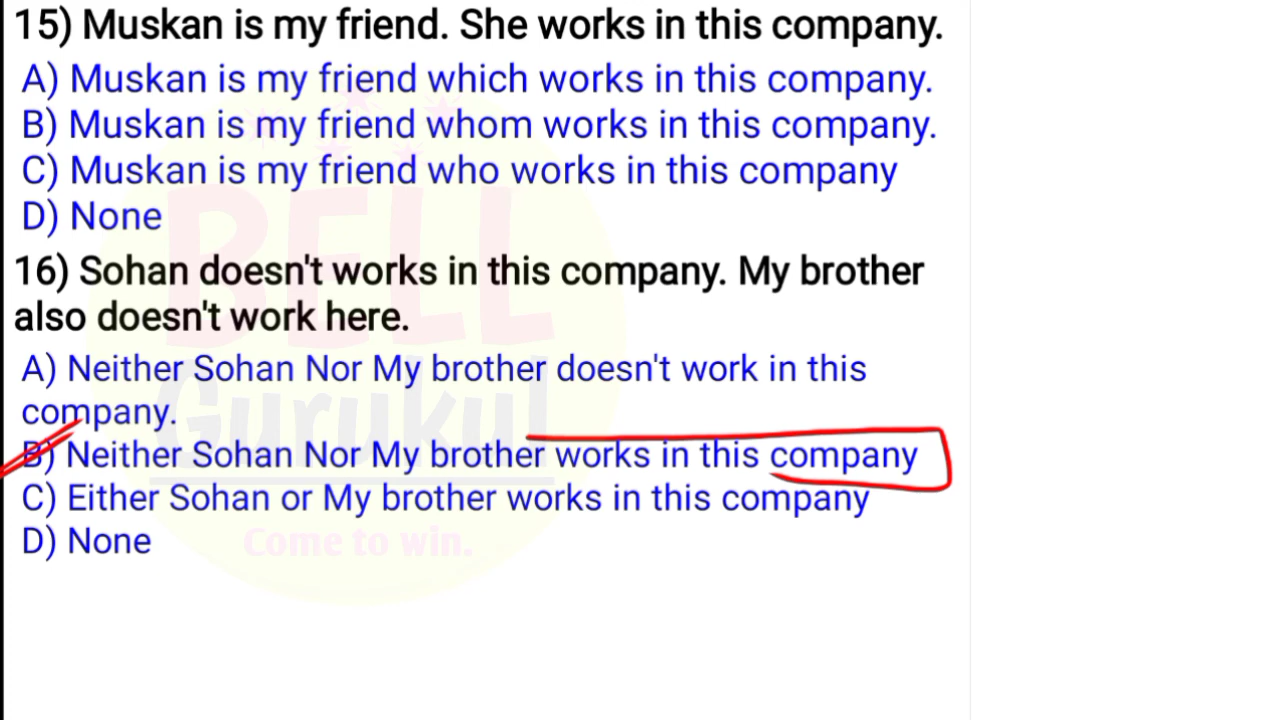 15) Muskan is my friend. She works in this company.
A) Muskan is my friend which works in this company.
B) Muskan is my friend whom works in this company.
C) Muskan is my friend who works in this company
D) None
16) Sohan doesn't works in this company. My brother
also doesn't work here.
A) Neither Sohan Nor My brother doesn't work in this
company.
B) Neither Sohan Nor My brother works in this company
C) Either Sohan or My brother works in this company
D) None
BELL
Gurukul
Come to win.